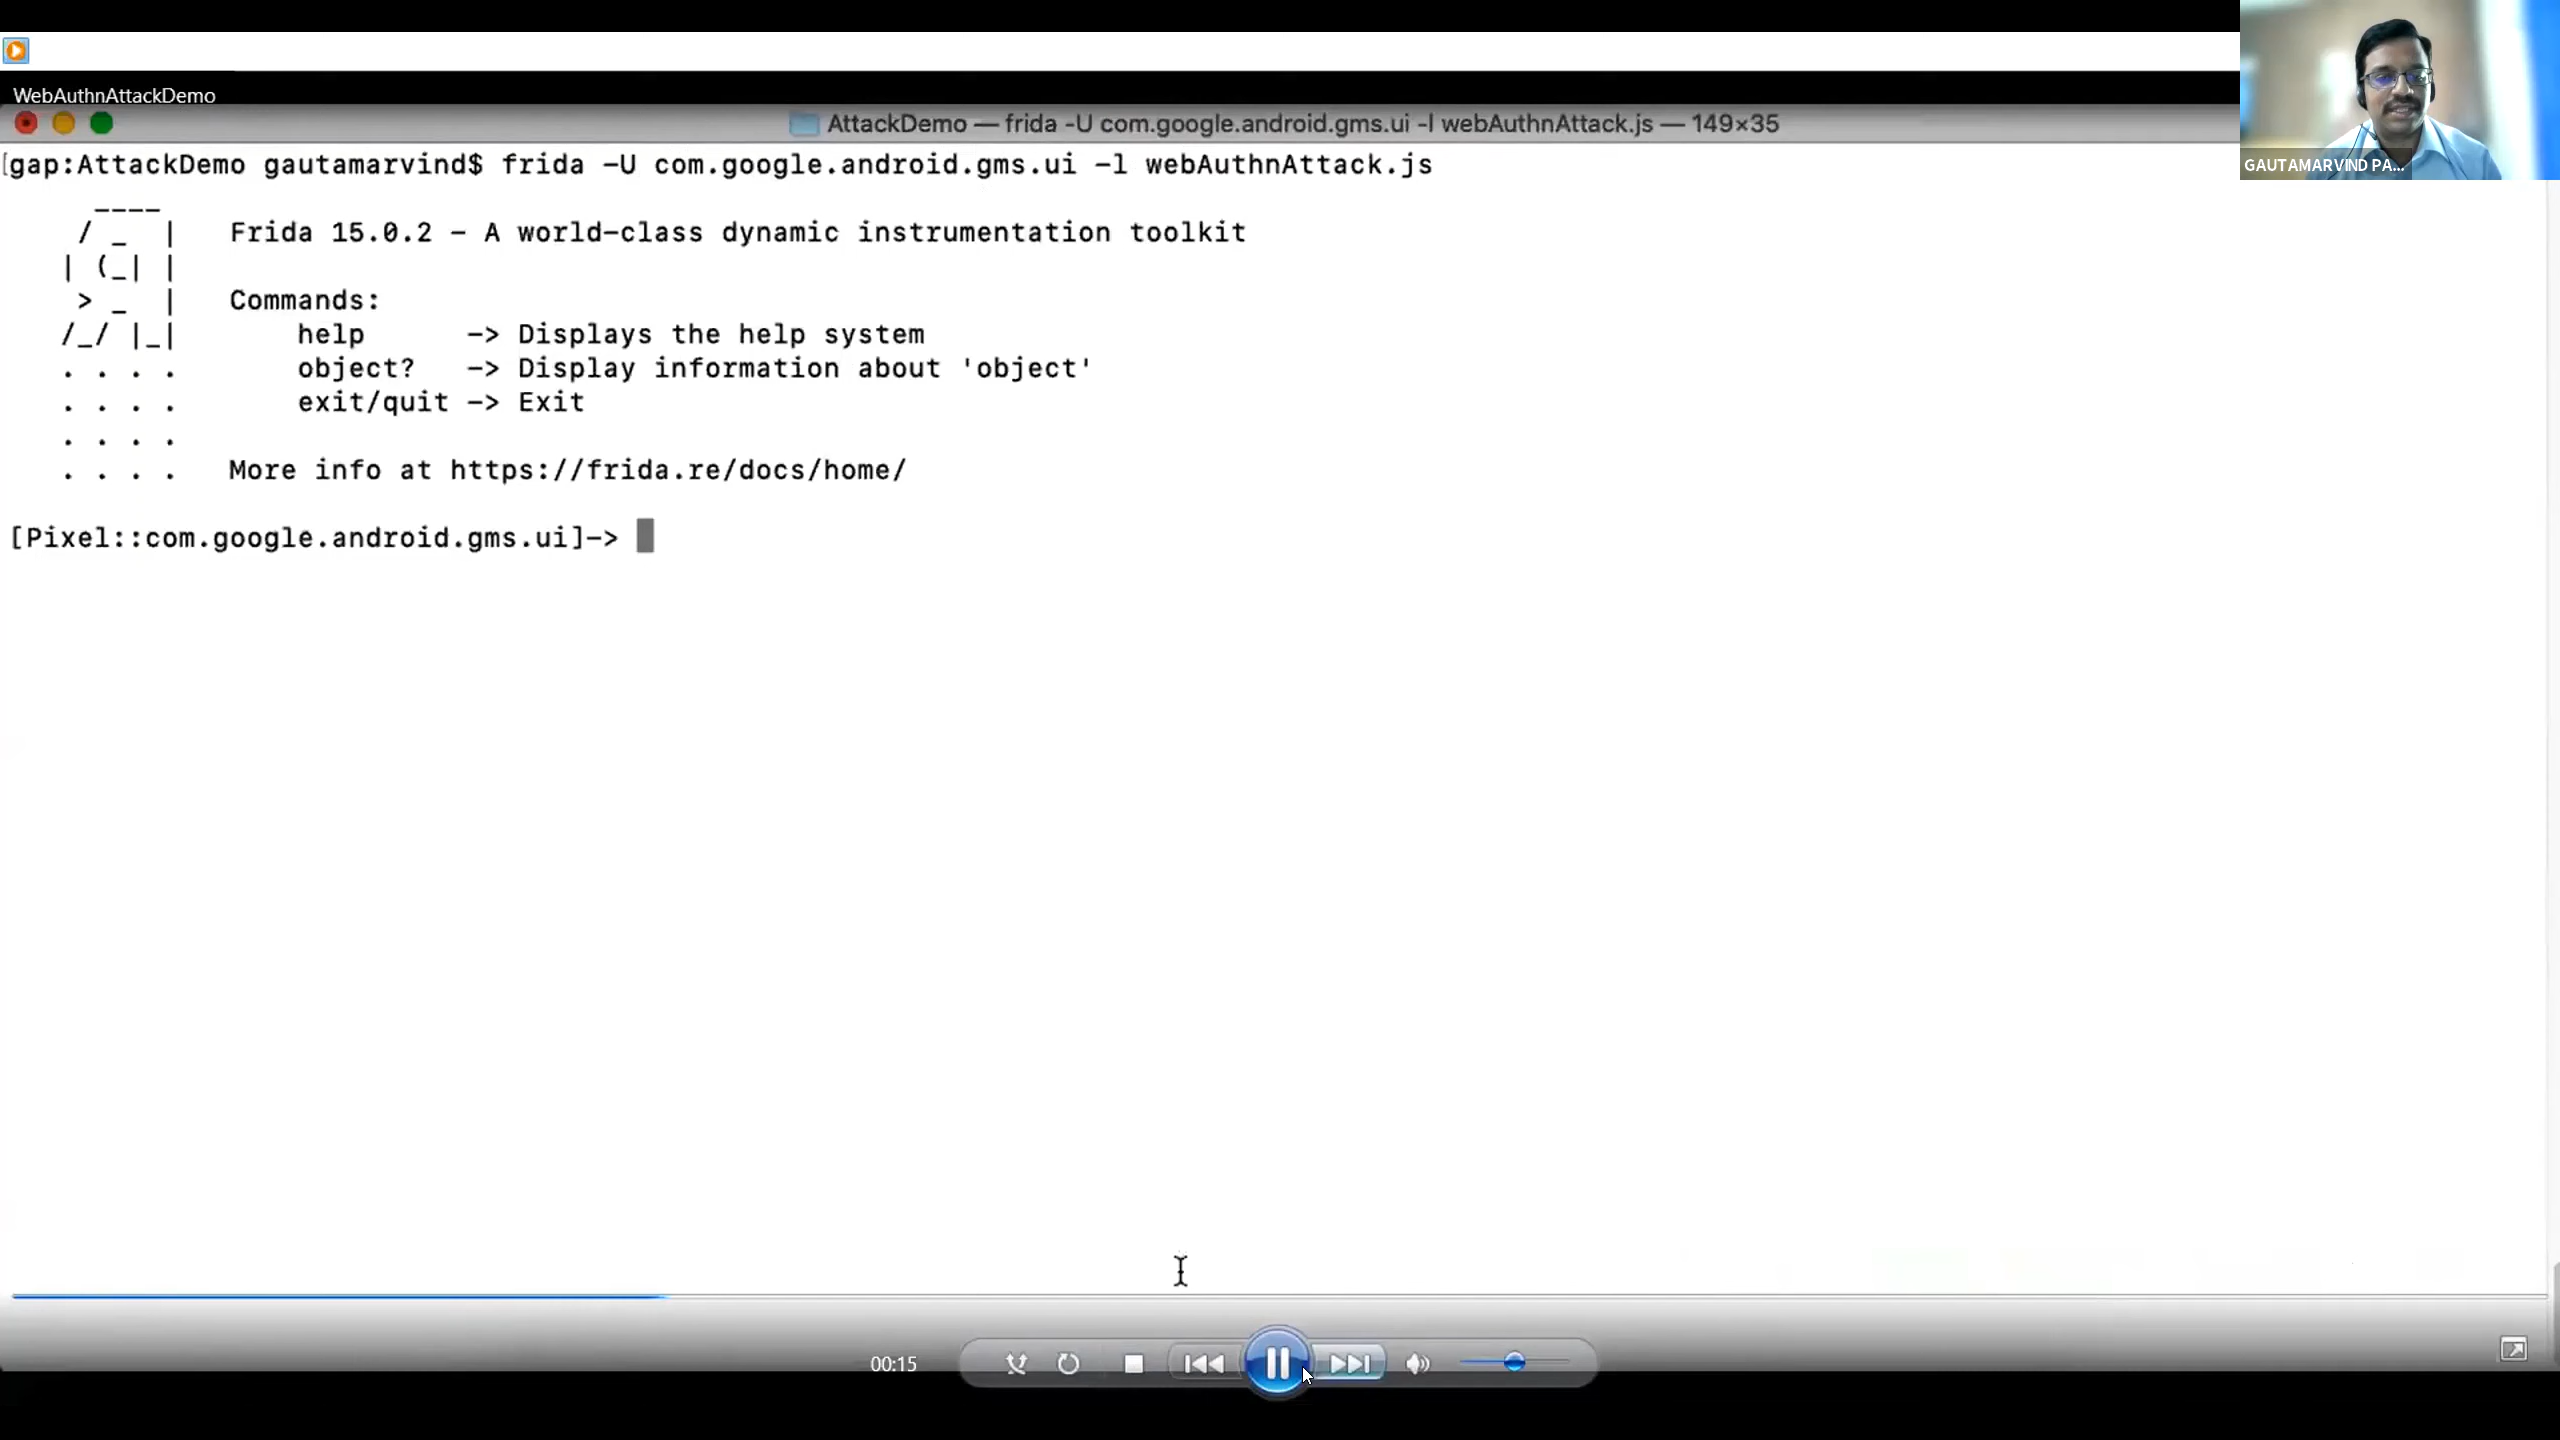 WebAuthnAttackDemo
AttackDemo — frida -U com.google.android.gms.ui -l webAuthnAttack.js — 149×35
GAUTAMARVIND PA...
[gap:AttackDemo gautamarvind$ frida -U com.google.android.gms.ui -l webAuthnAttack.js
Frida 15.0.2 - A world-class dynamic instrumentation toolkit
Commands:
help -> Displays the help system
object? -> Display information about 'object'
exit/quit -> Exit
More info at https://frida.re/docs/home/
[Pixel::com.google.android.gms.ui]->
00:15